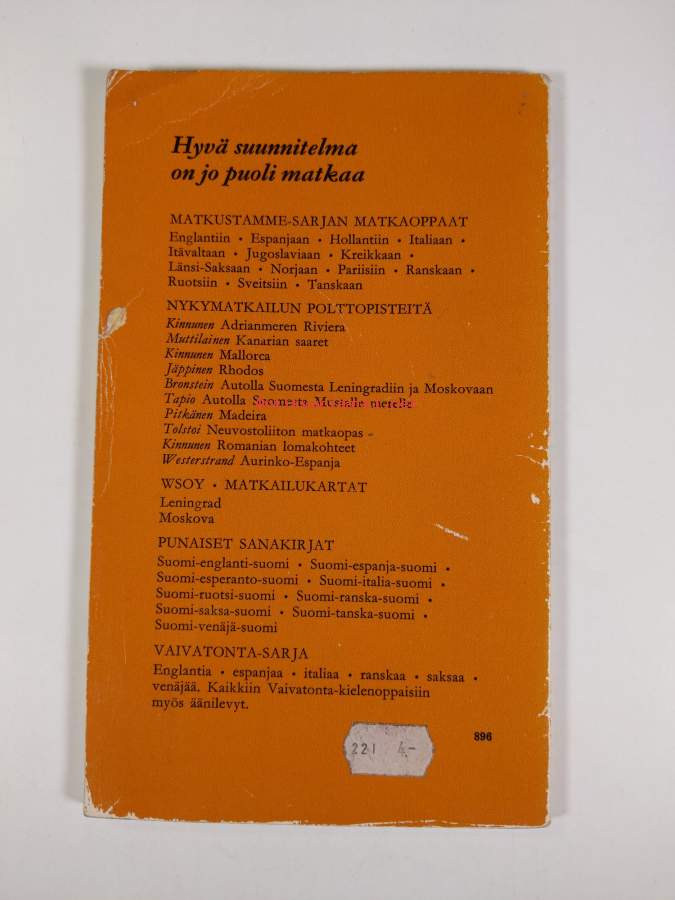 Hyvä suunnitelma
on jo puoli matkaa
MATKUSTAMME-SARJAN MATKAOPPAAT
Englantiin • Espanjaan • Hollantiin • Italiaan •
Itävaltaan • Jugoslaviaan • Kreikkaan •
Länsi-Saksaan • Norjaan • Pariisiin • Ranskaan •
Ruotsiin • Sveitsiin • Tanskaan
NYKYMATKAILUN POLTTOPISTEITÄ
Kinnunen Adrianmeren Riviera
Muttilainen Kanarian saaret
Kinnunen Mallorca
Jäppinen Rhodos
Bronstein Autolla Suomesta Leningradiin ja Moskovaan
Tapio Autolla Suomesta Mustalle merelle
Pitkänen Madeira
Tolstoi Neuvostoliiton matkaopas
Kinnunen Romanian lomakohteet
Westerstrand Aurinko-Espanja
WSOY • MATKAILUKARTAT
Leningrad
Moskova
PUNAISET SANAKIRJAT
Suomi-englanti-suomi • Suomi-espanja-suomi •
Suomi-esperanto-suomi • Suomi-italia-suomi •
Suomi-ruotsi-suomi • Suomi-ranska-suomi •
Suomi-saksa-suomi • Suomi-tanska-suomi •
Suomi-venäjä-suomi
VAIVATONTA-SARJA
Englantia • espanjaa • italiaa • ranskaa • saksaa •
venäjää. Kaikkiin Vaivatonta-kielenoppaisiin
myös äänilevyt.
896
221 4,-